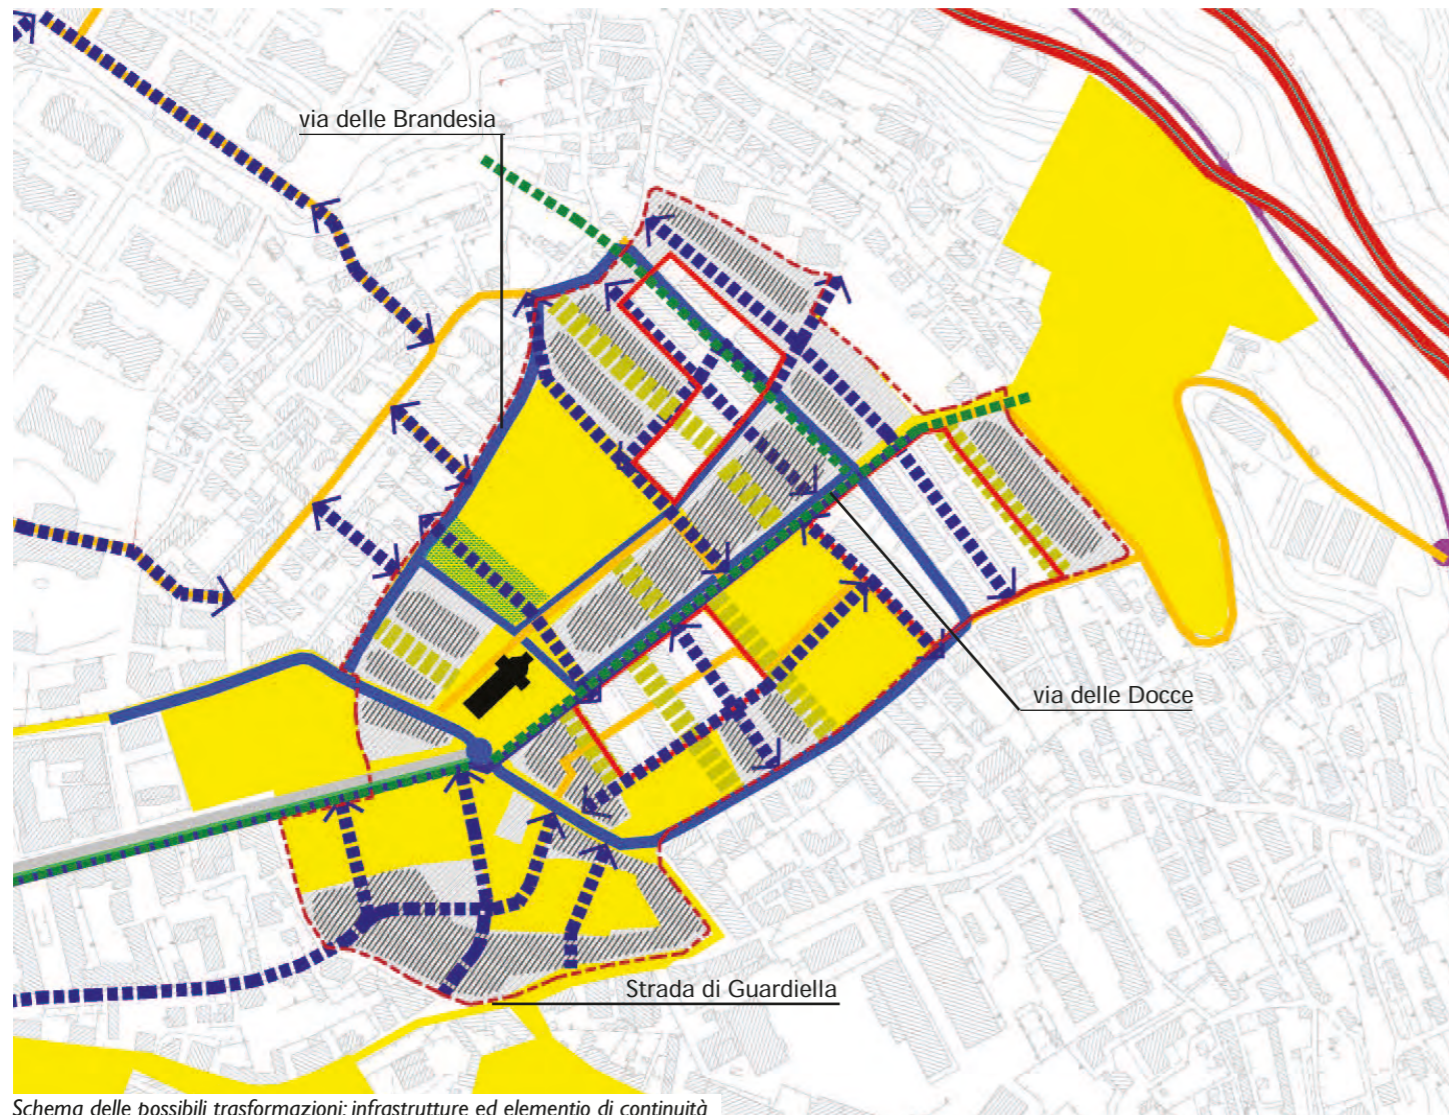 via delle Brandesia
via delle Docce
Strada di Guardiella
Schema delle possibili trasformazioni: infrastrutture ed elementio di continuità